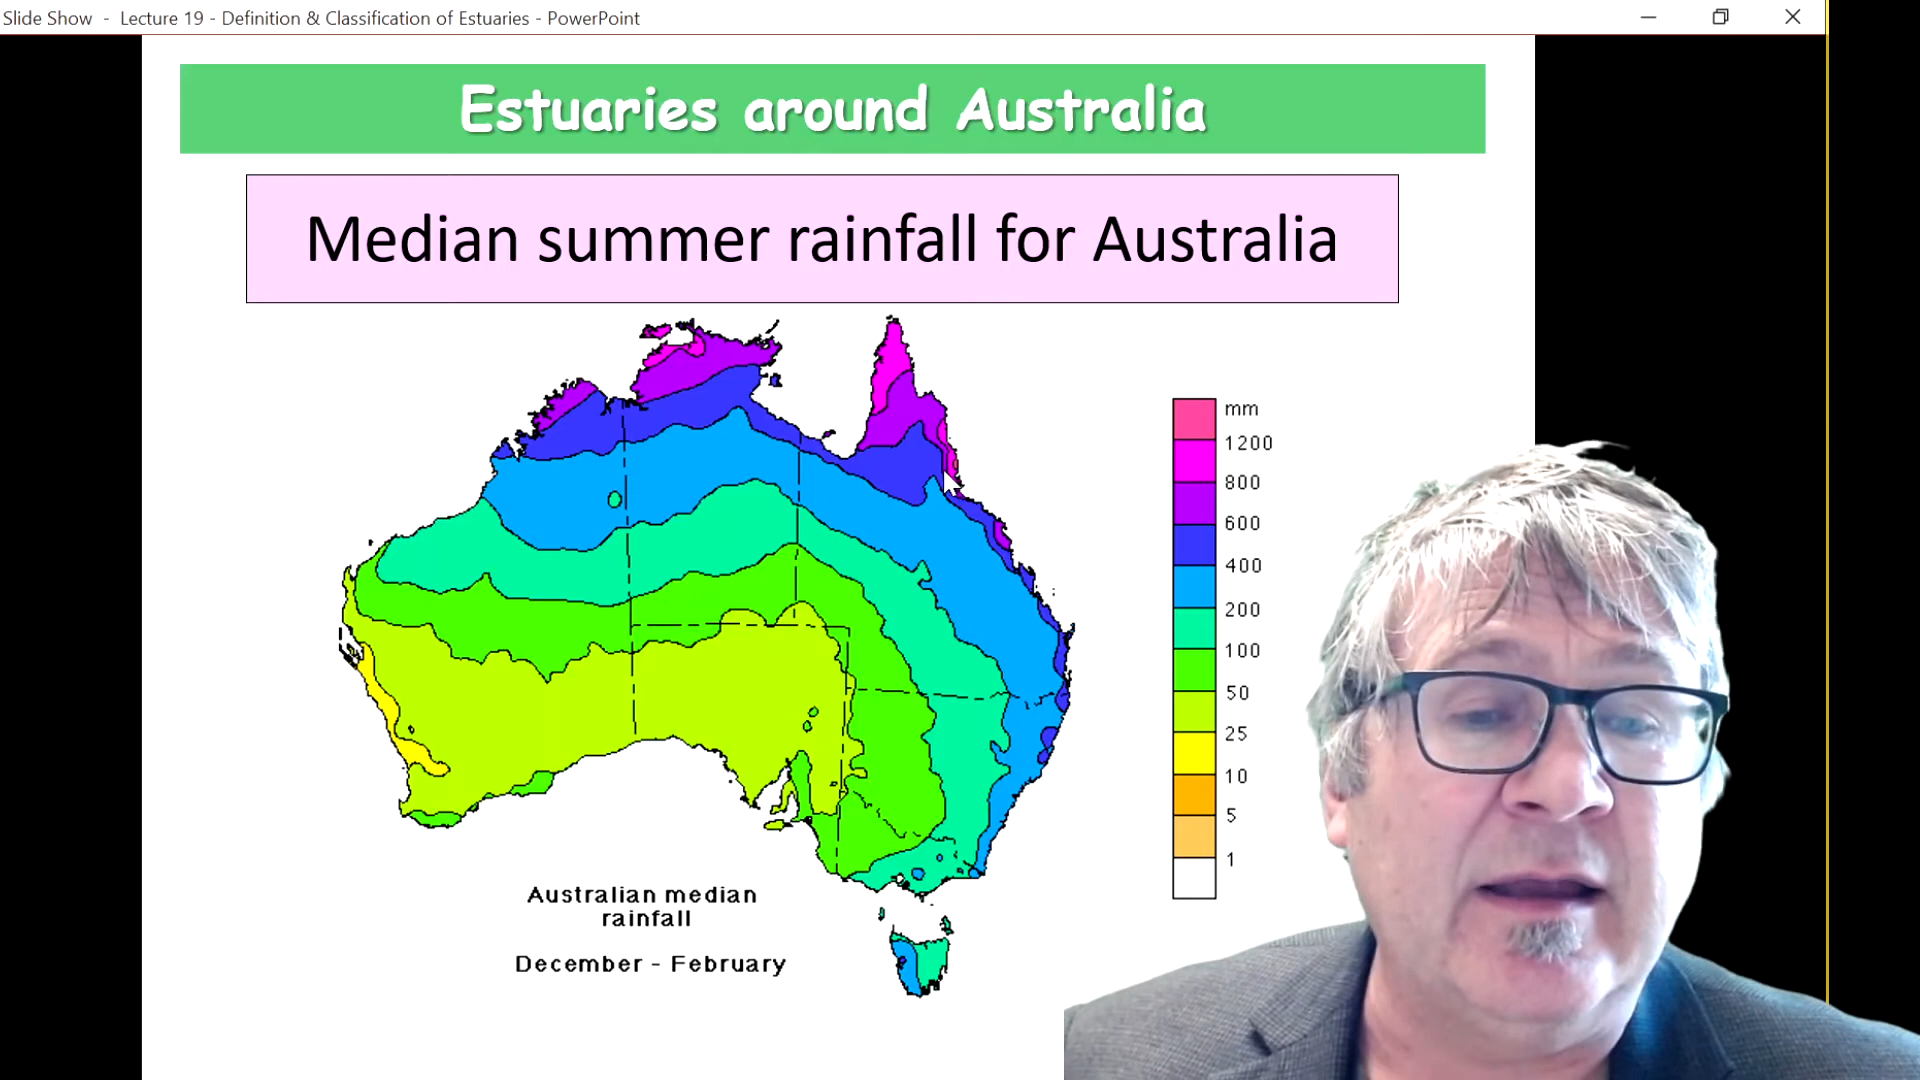 Slide Show - Lecture 19 - Definition & Classification of Estuaries - PowerPoint
Estuaries around Australia
Median summer rainfall for Australia
mm
1200
800
600
400
200
100
50
25
10
5
1
Australian median
rainfall
December - February